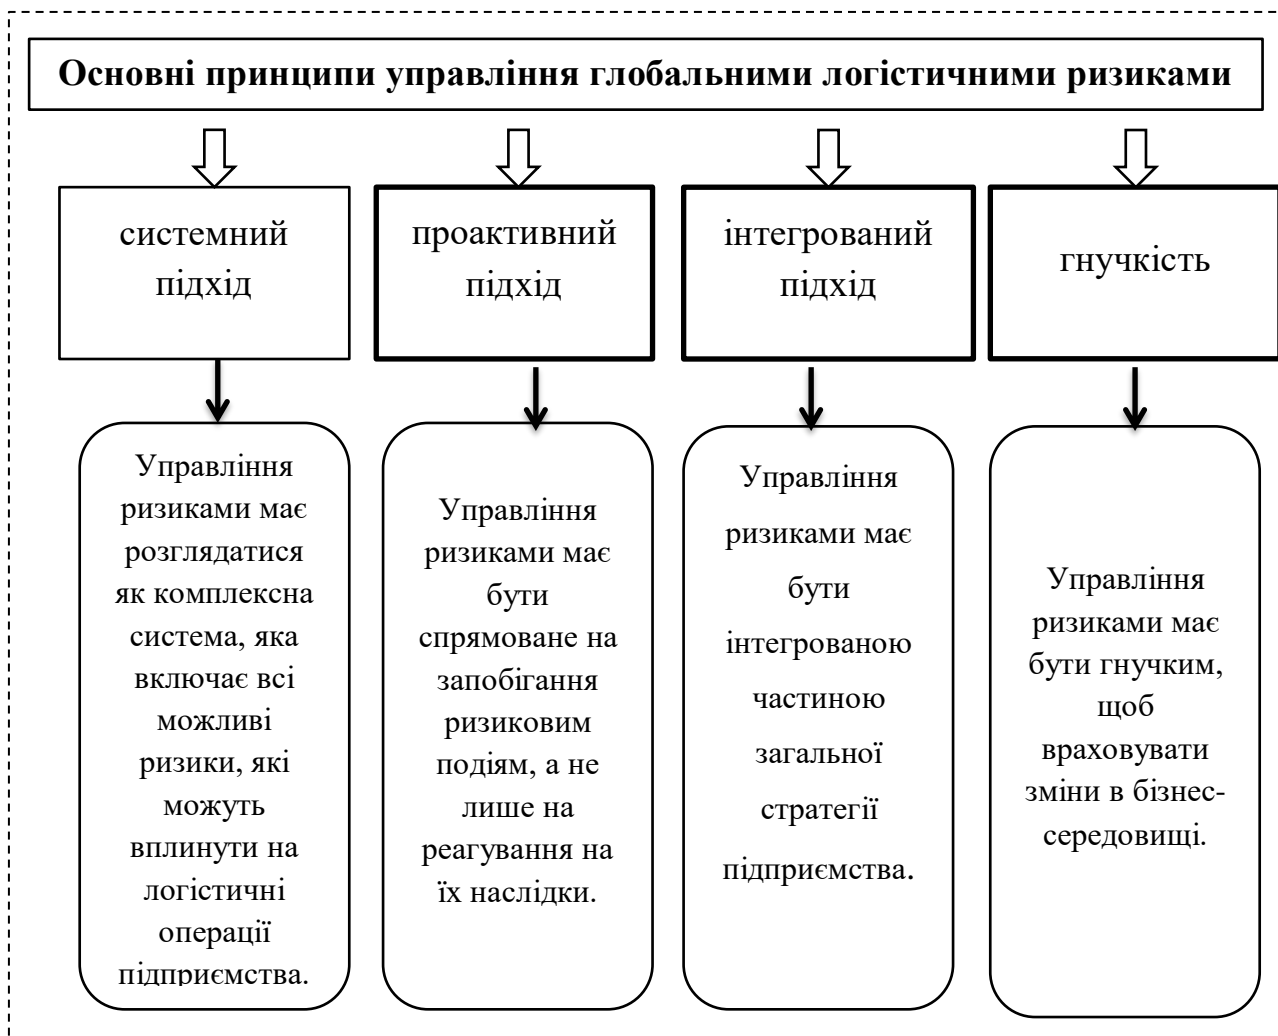 Основні принципи управління глобальними логістичними ризиками
системний
підхід
проактивний
підхід
інтегрований
підхід
гнучкість
Управління
ризиками має
розглядатися
як комплексна
система, яка
включає всі
можливі
ризики, які
можуть
вплинути на
логістичні
операції
підприємства.
Управління
ризиками має
бути
спрямоване на
запобігання
ризиковим
подіям, а не
лише на
реагування на
їх наслідки.
Управління
ризиками має
бути
інтегрованою
частиною
загальної
стратегії
підприємства.
Управління
ризиками має
бути гнучким,
щоб
враховувати
зміни в бізнес-
середовищі.